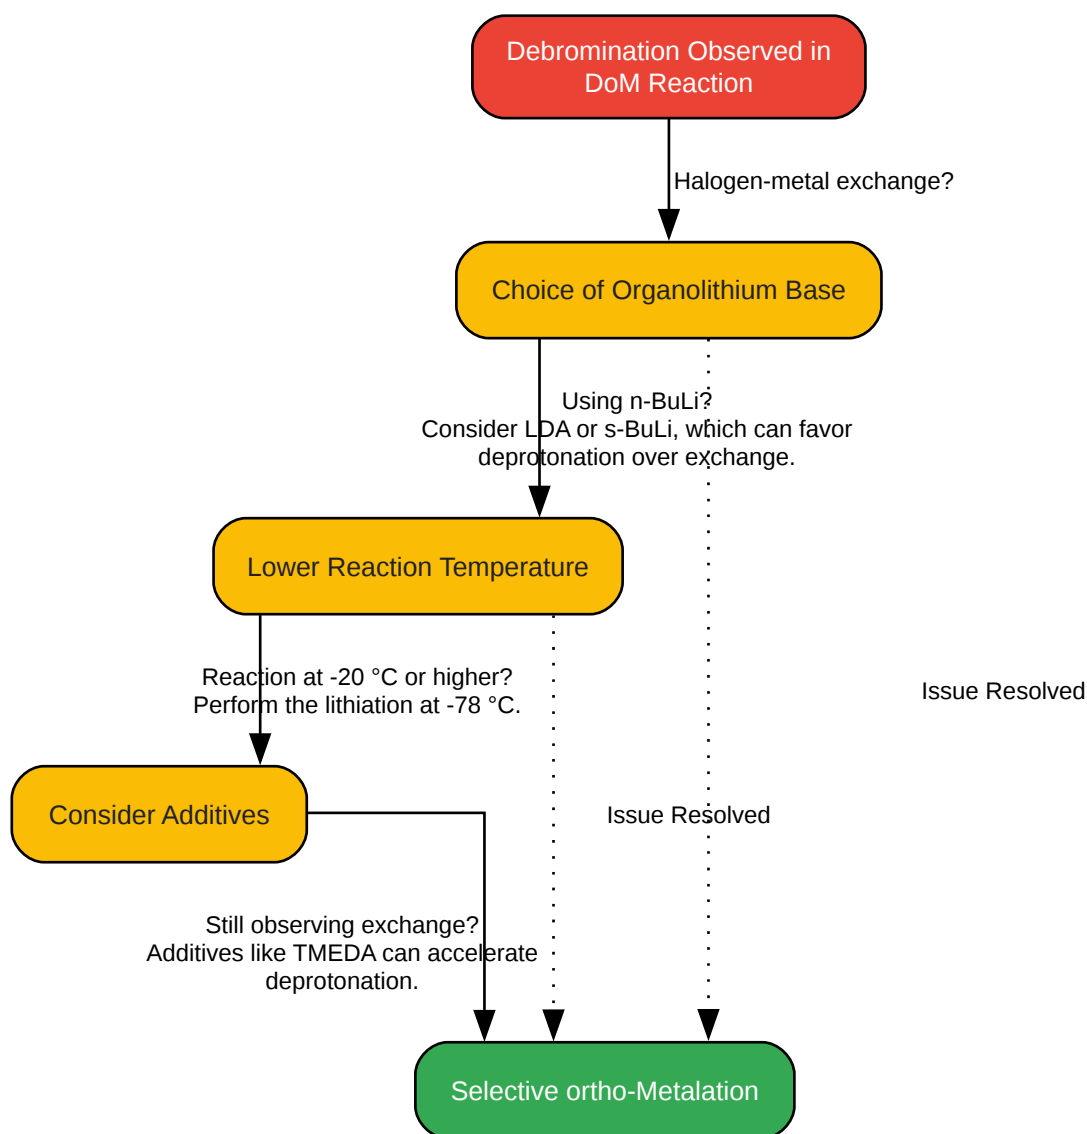 Debromination Observed in
DoM Reaction
Halogen-metal exchange?
Choice of Organolithium Base
Using n-BuLi?
Consider LDA or s-BuLi, which can favor
deprotonation over exchange.
Lower Reaction Temperature
Reaction at -20 °C or higher?
Perform the lithiation at -78 °C.
Issue Resolved
Consider Additives
Issue Resolved
Still observing exchange?
Additives like TMEDA can accelerate
deprotonation.
Selective ortho-Metalation